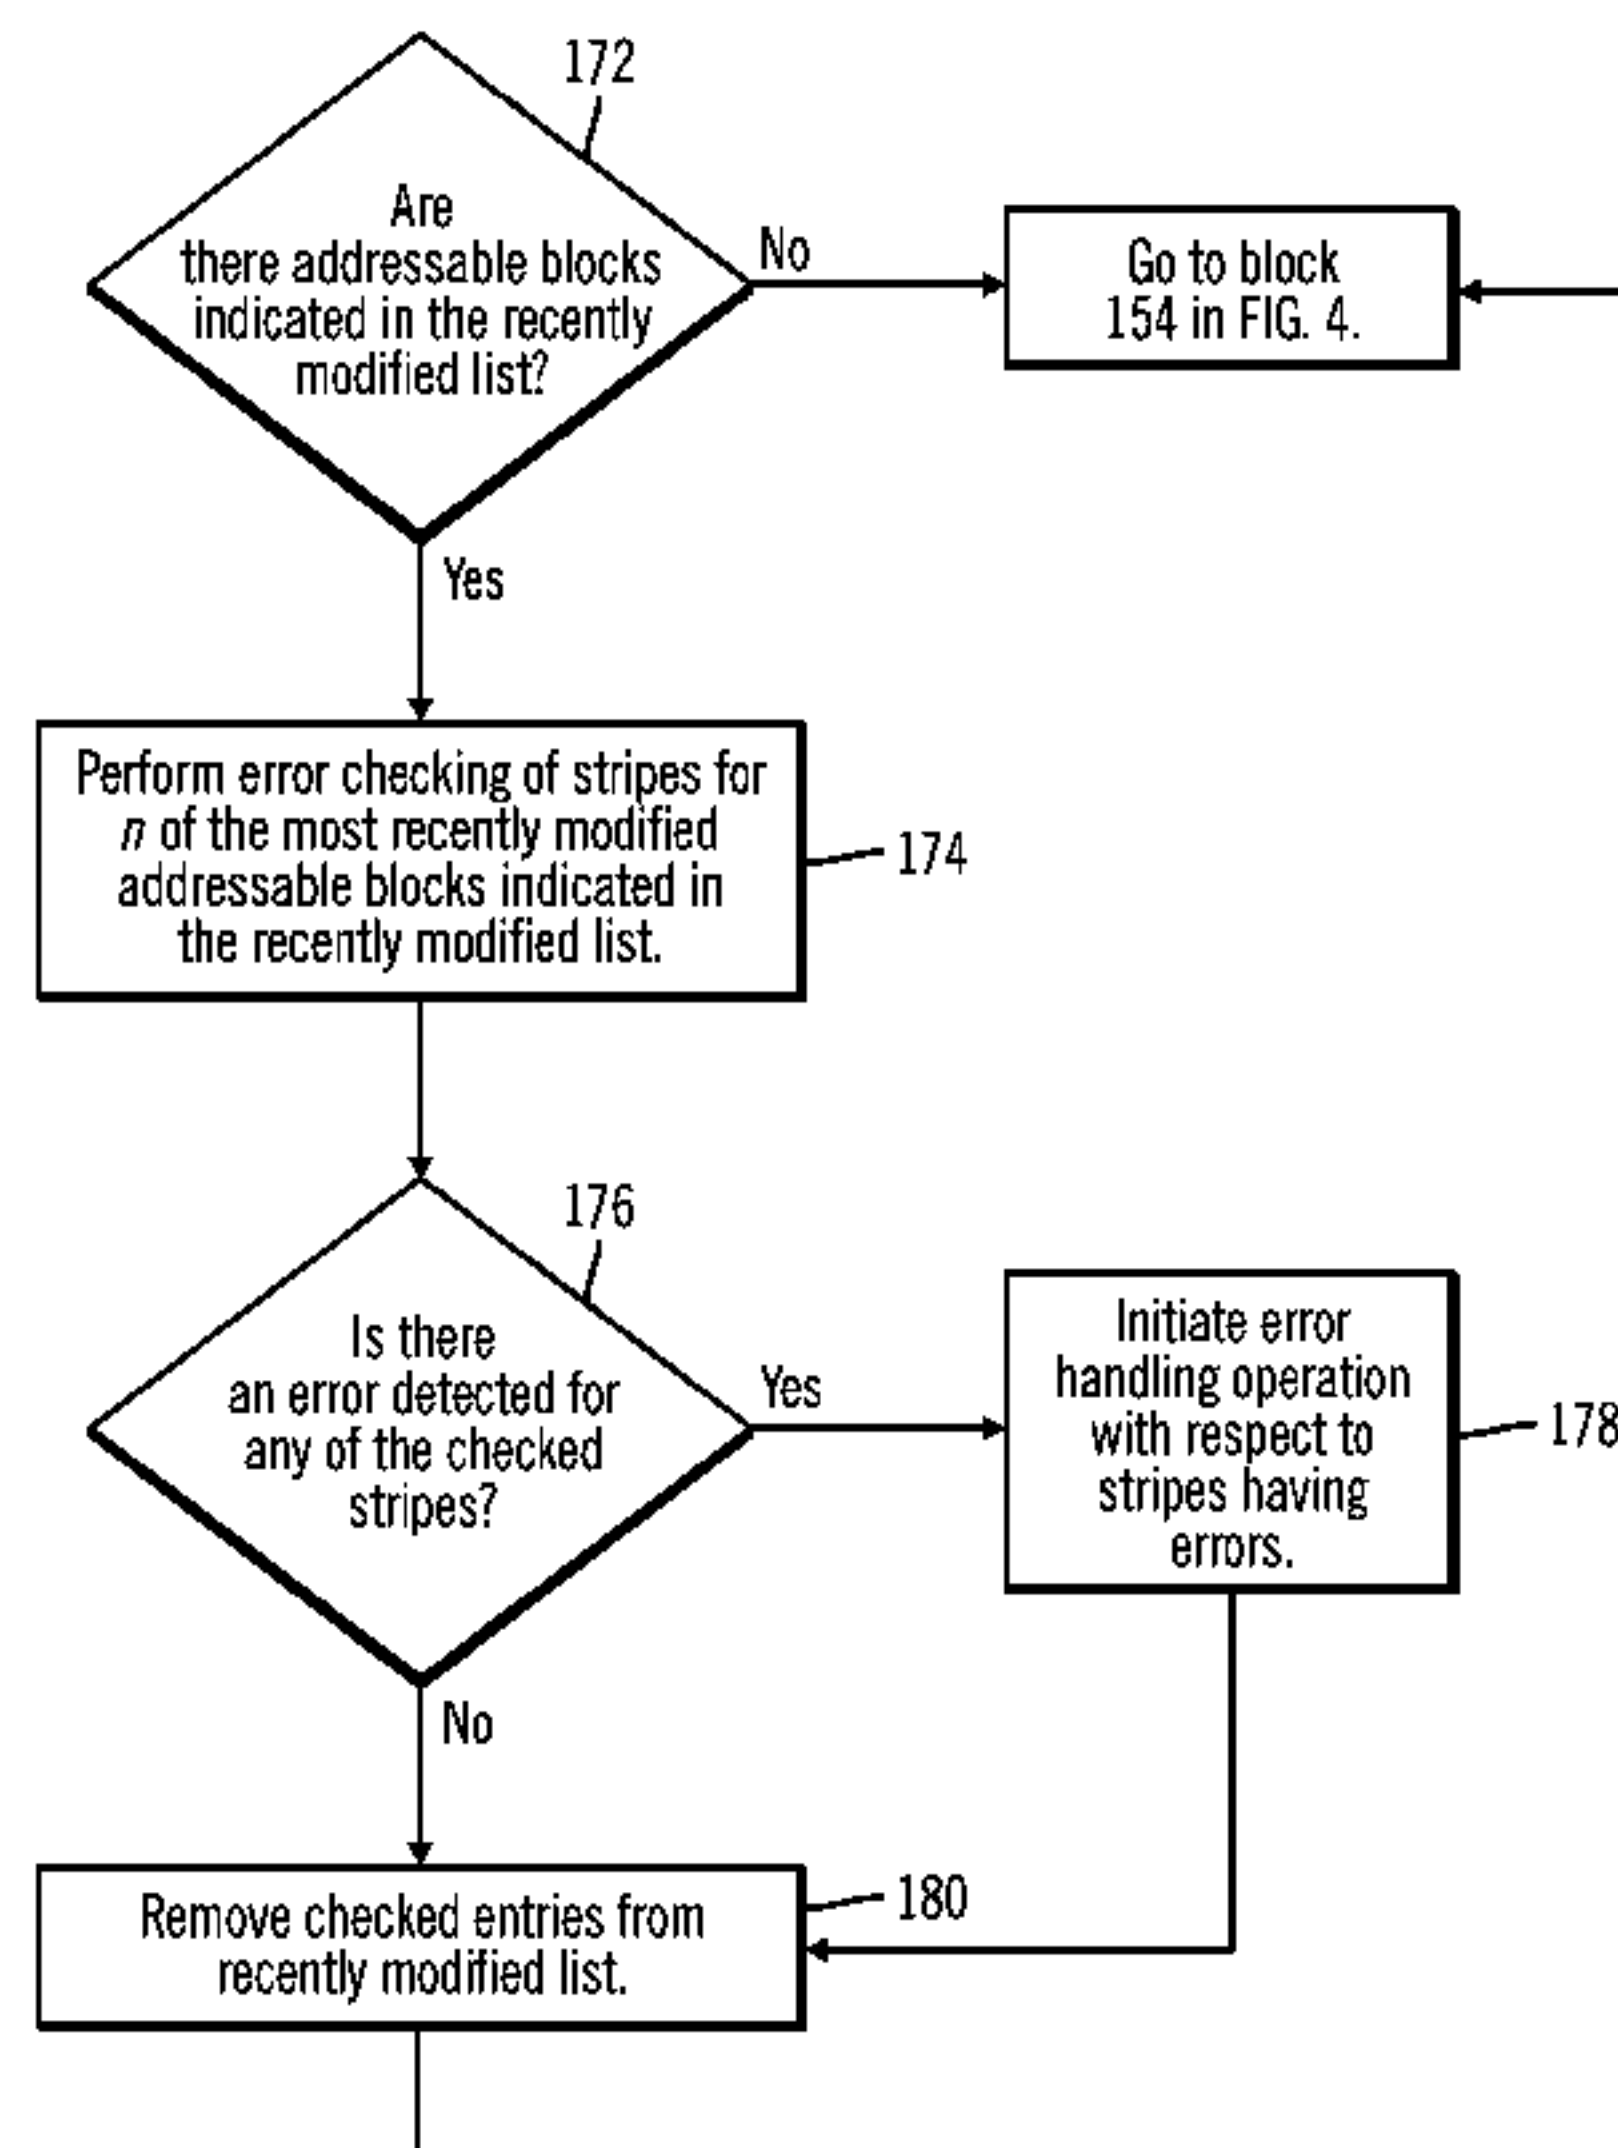 172
Are
there addressable blocks
indicated in the recently
modified list?
No
Go to block
154 in FIG. 4.
Yes
Perform error checking of stripes for
n of the most recently modified
addressable blocks indicated in
the recently modified list.
174
176
Is there
an error detected for
any of the checked
stripes?
Yes
Initiate error
handling operation
with respect to
stripes having
errors.
178
No
Remove checked entries from
recently modified list.
180